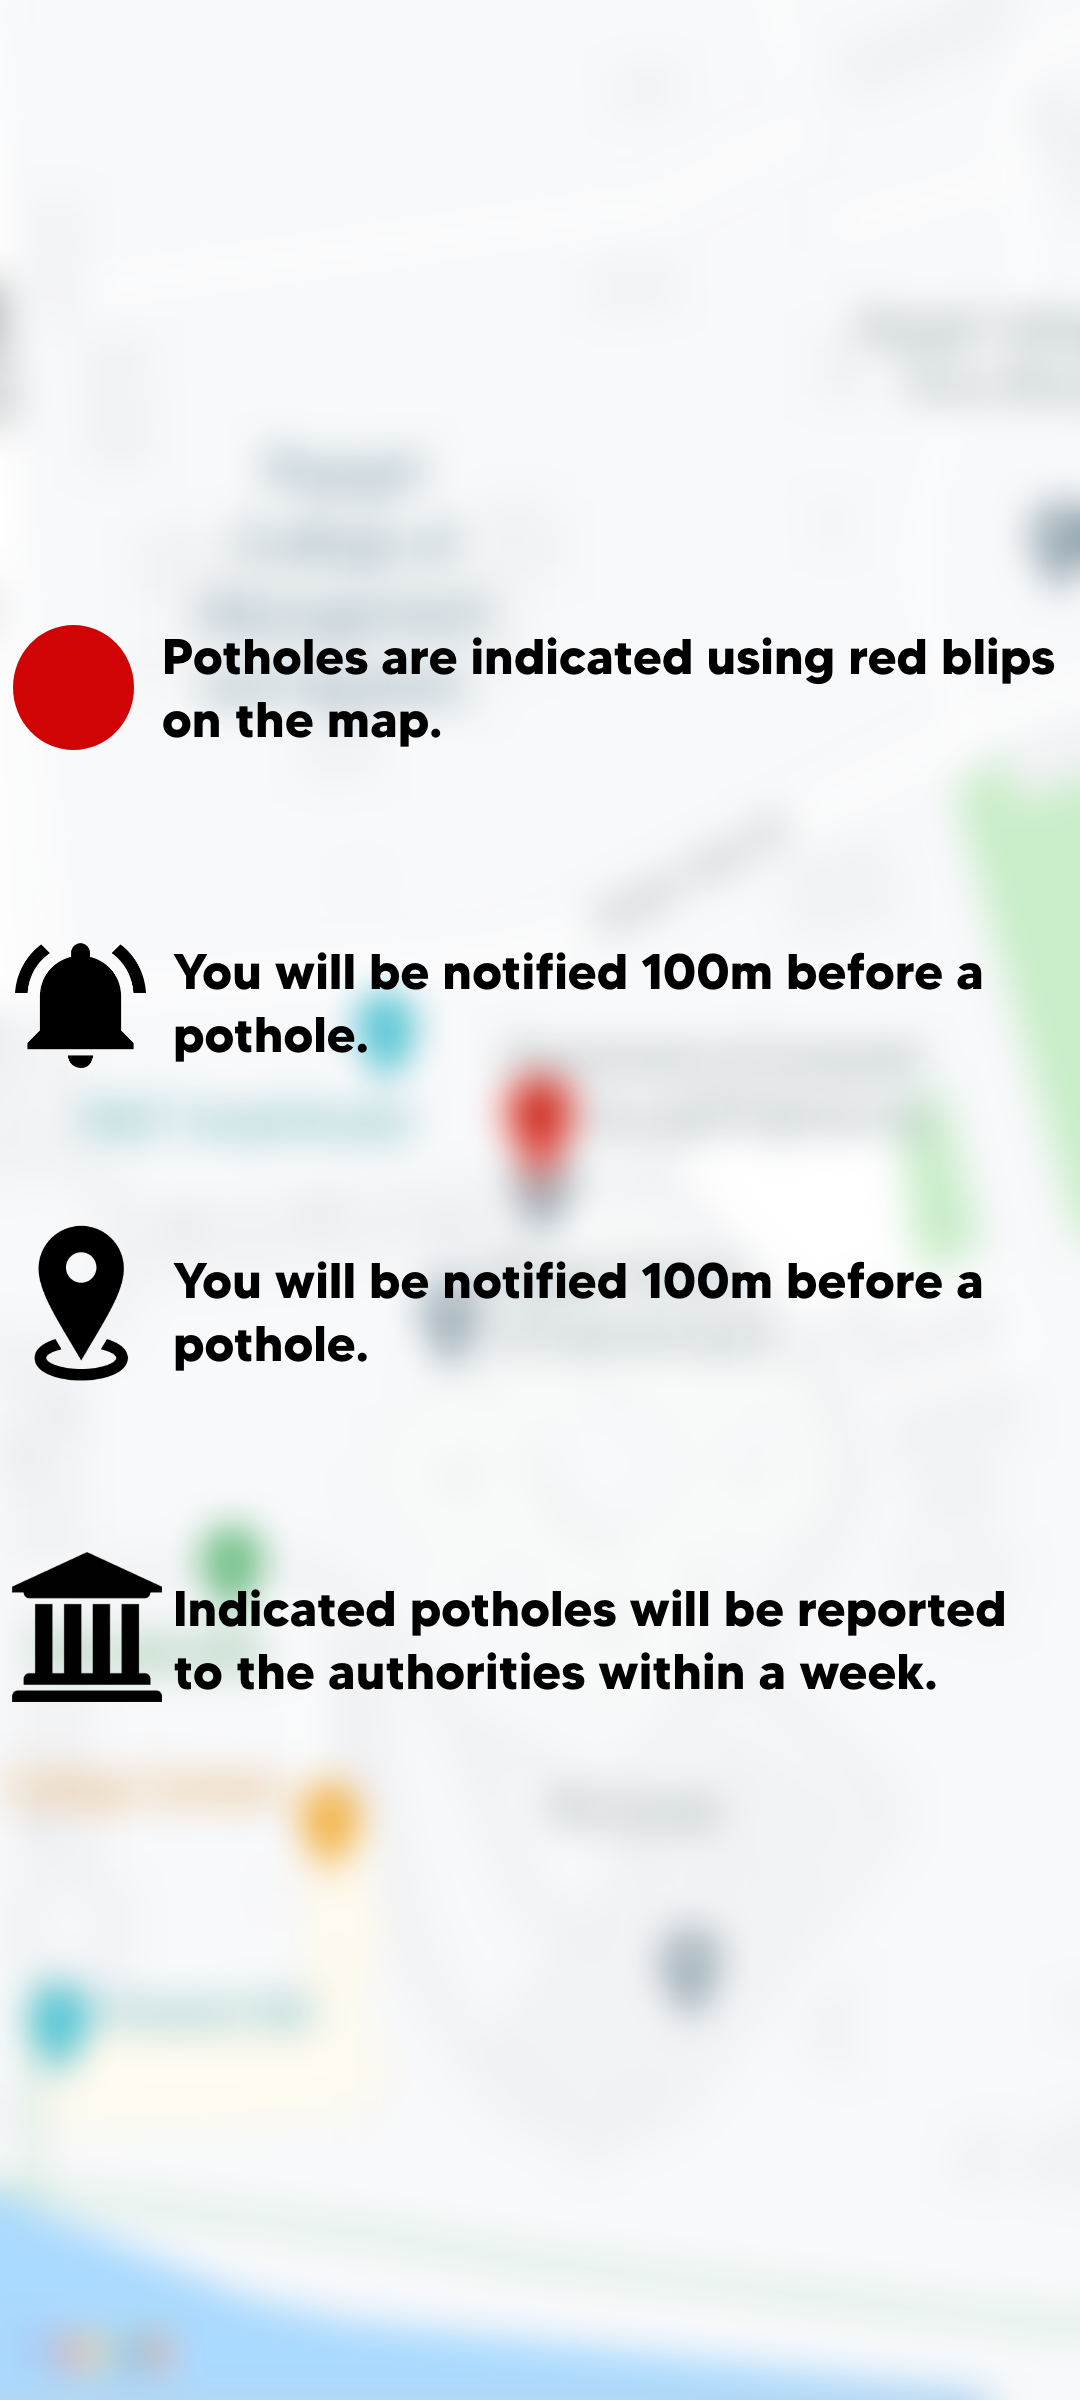 Potholes are indicated using red blips
on the map.
You will be notified 100m before a
pothole.
You will be notified 100m before a
pothole.
Indicated potholes will be reported
to the authorities within a week.